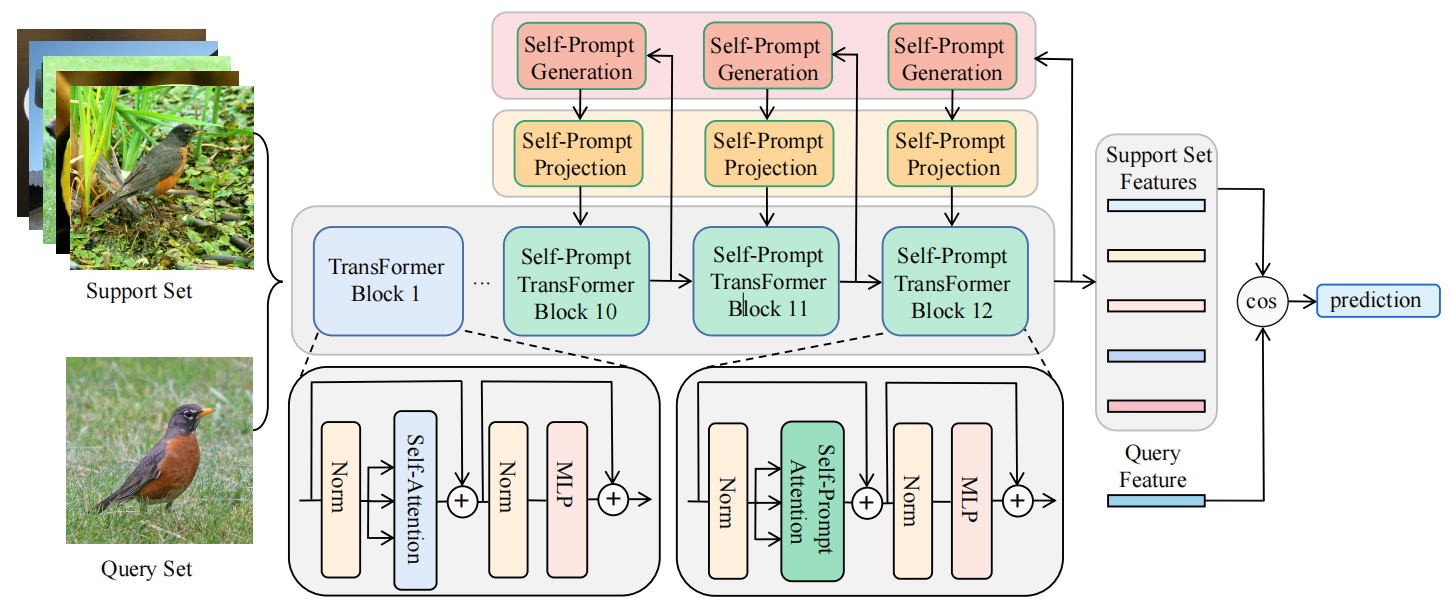 Self-Prompt
Generation
Self-Prompt
Generation
Self-Prompt
Generation
Self-Prompt
Projection
Self-Prompt
Projection
Self-Prompt
Projection
Support Set
TransFormer
Block 1
...
Self-Prompt
TransFormer
Block 10
Self-Prompt
TransFormer
Block 11
Self-Prompt
TransFormer
Block 12
Support Set
Features
cos
prediction
Query
Feature
Query Set
Norm
Self-Attention
+
Norm
MLP
+
Norm
Self-Prompt
Attention
+
Norm
MLP
+